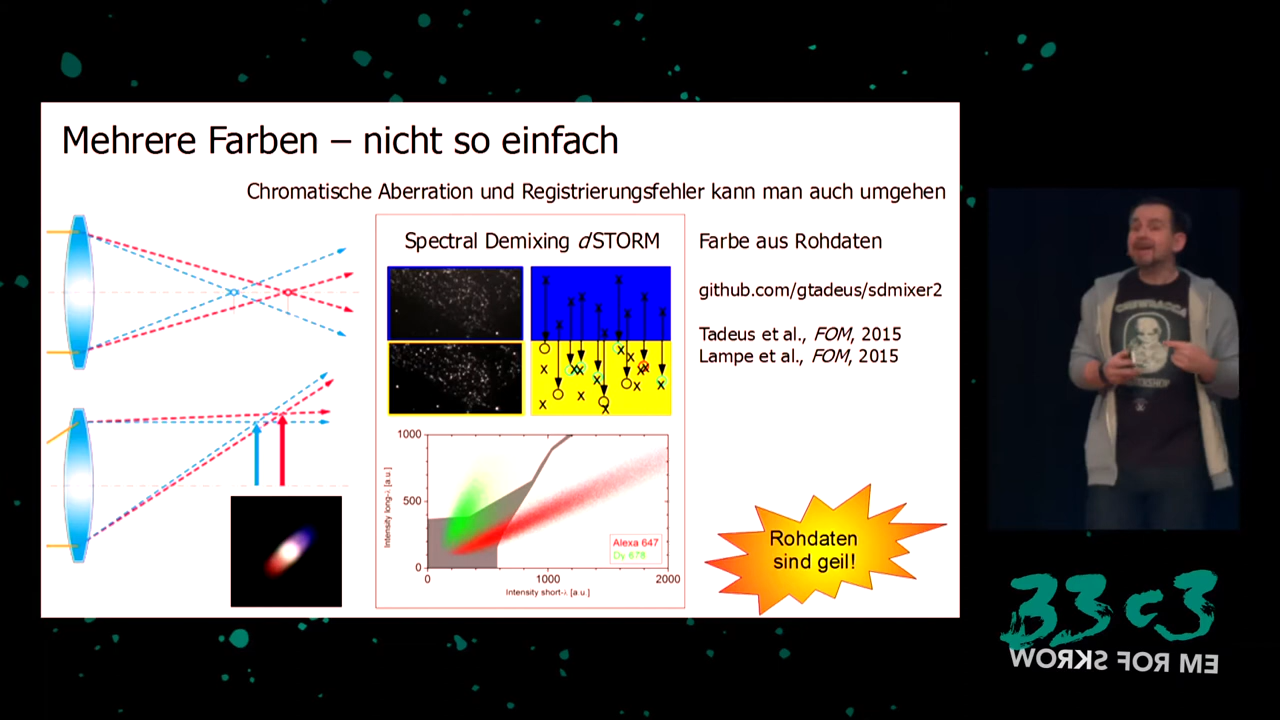 Mehrere Farben – nicht so einfach
Chromatische Aberration und Registrierungsfehler kann man auch umgehen
Spectral Demixing dSTORM
Farbe aus Rohdaten
github.com/gtadeus/sdmixer2
Tadeus et al., FOM, 2015
Lampe et al., FOM, 2015
1000
500
0
Intensity long-λ [a.u.]
Alexa 647
Dy 678
0
1000
2000
Intensity short-λ [a.u.]
Rohdaten
sind geil!
CHEWBACCA
33c3
WORKS FOR ME